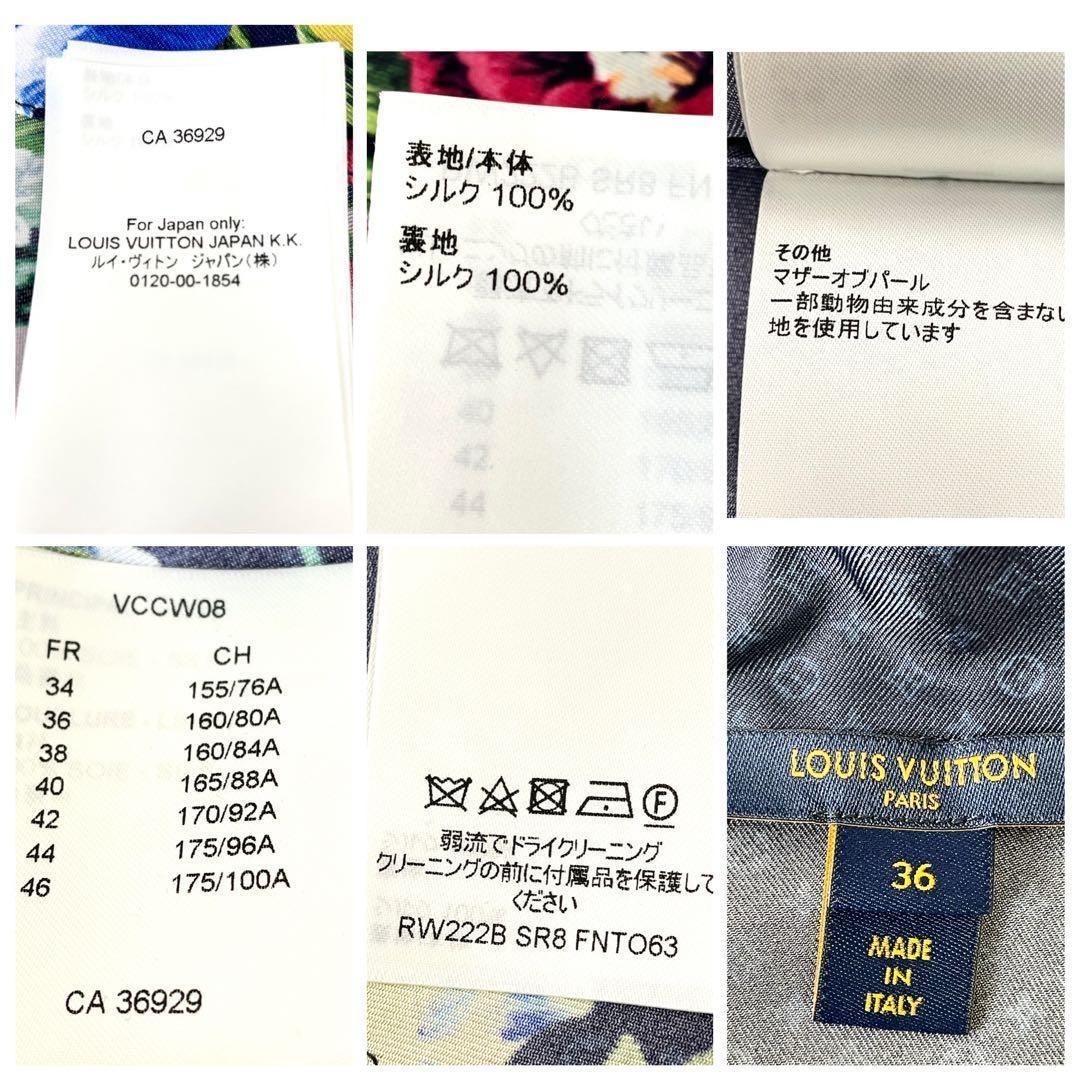 CA 36929
For Japan only:
LOUIS VUITTON JAPAN K.K.
ルイ・ヴィトン ジャパン(株)
0120-00-1854
表地/本体
シルク 100%
裏地
シルク 100%
40
42
44
その他
マザーオブパール
一部動物由来成分を含まない
地を使用しています
VCCW08
FR CH
34 155/76A
36 160/80A
38 160/84A
40 165/88A
42 170/92A
44 175/96A
46 175/100A
CA 36929
F
弱流でドライクリーニング
クリーニングの前に付属品を保護して
ください
RW222B SR8 FNTO63
LOUIS VUITTON
PARIS
36
MADE
IN
ITALY